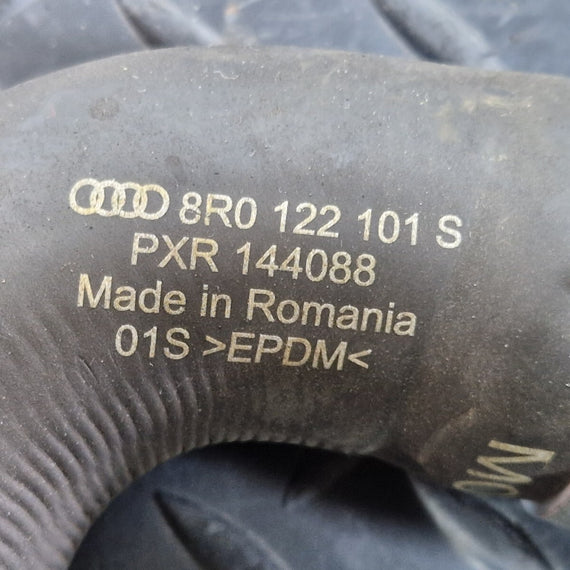 8R0 122 101 S
PXR 144088
Made in Romania
01S >EPDM<